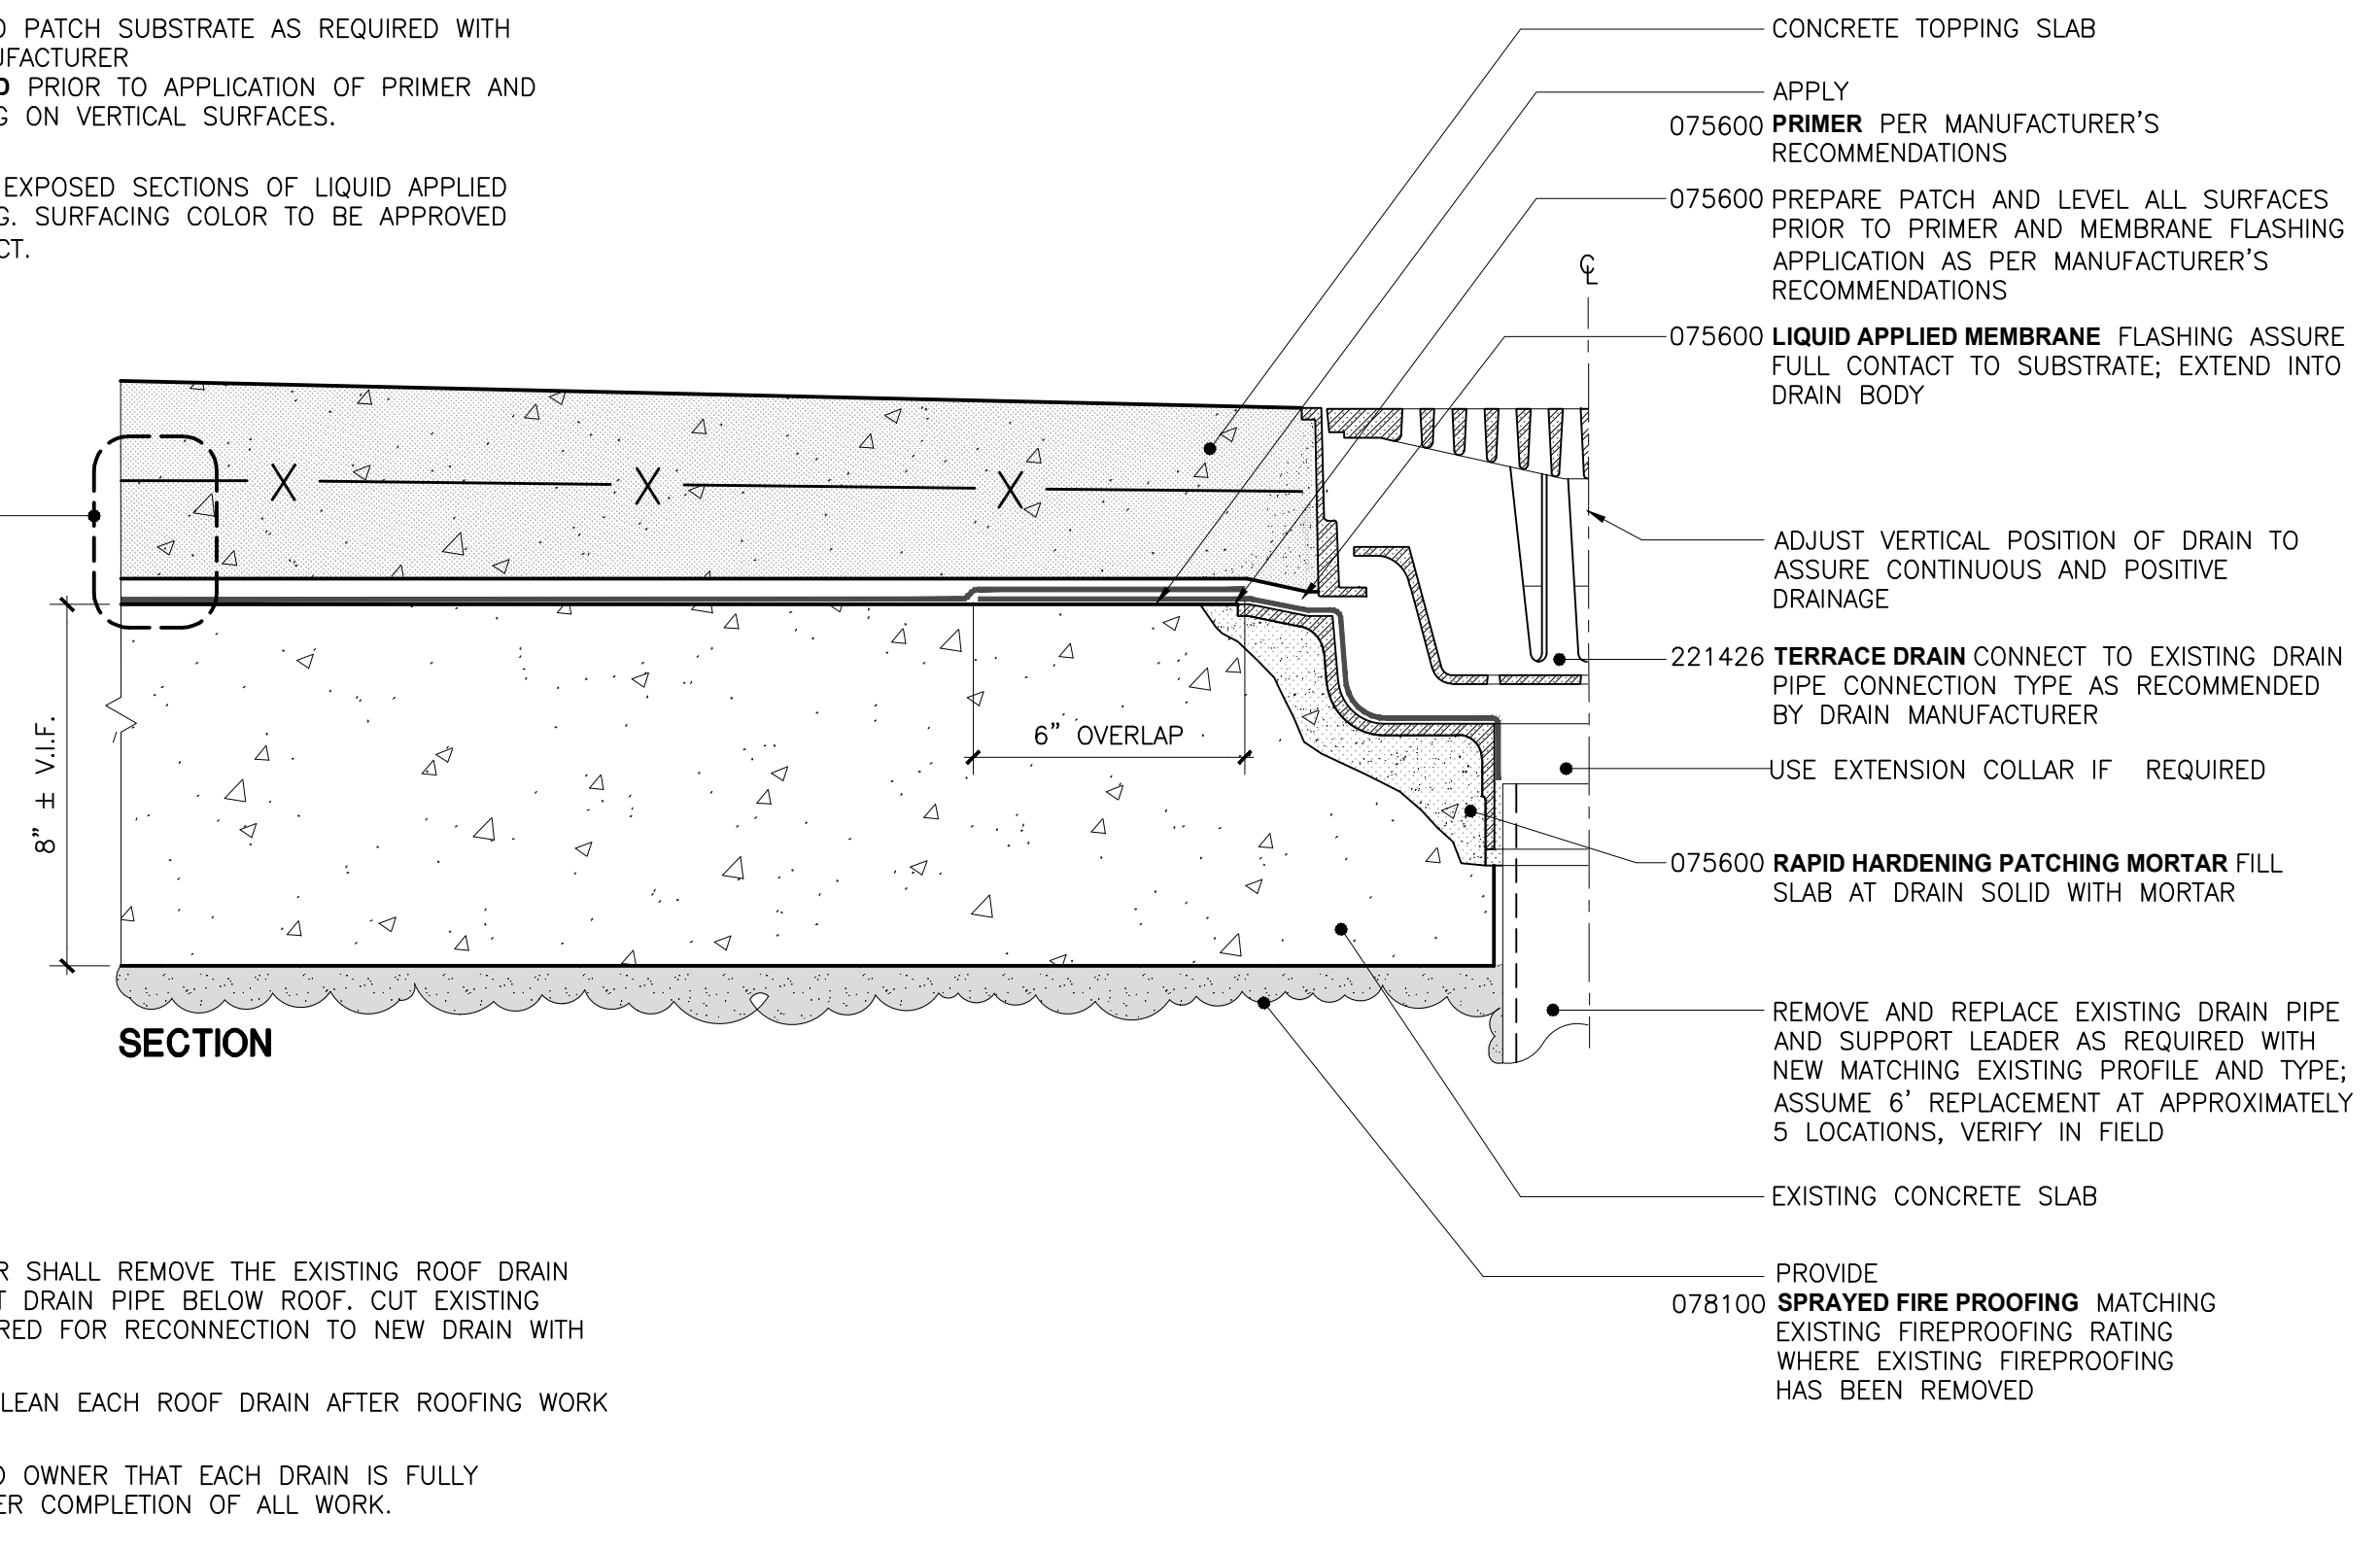 PATCH SUBSTRATE AS REQUIRED WITH
PRIOR TO APPLICATION OF PRIMER AND
ON VERTICAL SURFACES.
EXPOSED SECTIONS OF LIQUID APPLIED
SURFACING COLOR TO BE APPROVED
CONCRETE TOPPING SLAB
APPLY
075600 PRIMER PER MANUFACTURER'S
RECOMMENDATIONS
075600 PREPARE PATCH AND LEVEL ALL SURFACES
PRIOR TO PRIMER AND MEMBRANE FLASHING
APPLICATION AS PER MANUFACTURER'S
RECOMMENDATIONS
075600 LIQUID APPLIED MEMBRANE FLASHING ASSURE
FULL CONTACT TO SUBSTRATE; EXTEND INTO
DRAIN BODY
℄
X X X
ADJUST VERTICAL POSITION OF DRAIN TO
ASSURE CONTINUOUS AND POSITIVE
DRAINAGE
221426 TERRACE DRAIN CONNECT TO EXISTING DRAIN
PIPE CONNECTION TYPE AS RECOMMENDED
BY DRAIN MANUFACTURER
6" OVERLAP
8" ± V.I.F.
USE EXTENSION COLLAR IF REQUIRED
075600 RAPID HARDENING PATCHING MORTAR FILL
SLAB AT DRAIN SOLID WITH MORTAR
SECTION
REMOVE AND REPLACE EXISTING DRAIN PIPE
AND SUPPORT LEADER AS REQUIRED WITH
NEW MATCHING EXISTING PROFILE AND TYPE;
ASSUME 6' REPLACEMENT AT APPROXIMATELY
5 LOCATIONS, VERIFY IN FIELD
EXISTING CONCRETE SLAB
PROVIDE
078100 SPRAYED FIRE PROOFING MATCHING
EXISTING FIREPROOFING RATING
WHERE EXISTING FIREPROOFING
HAS BEEN REMOVED
SHALL REMOVE THE EXISTING ROOF DRAIN
DRAIN PIPE BELOW ROOF. CUT EXISTING
FOR RECONNECTION TO NEW DRAIN WITH
EACH ROOF DRAIN AFTER ROOFING WORK
OWNER THAT EACH DRAIN IS FULLY
COMPLETION OF ALL WORK.